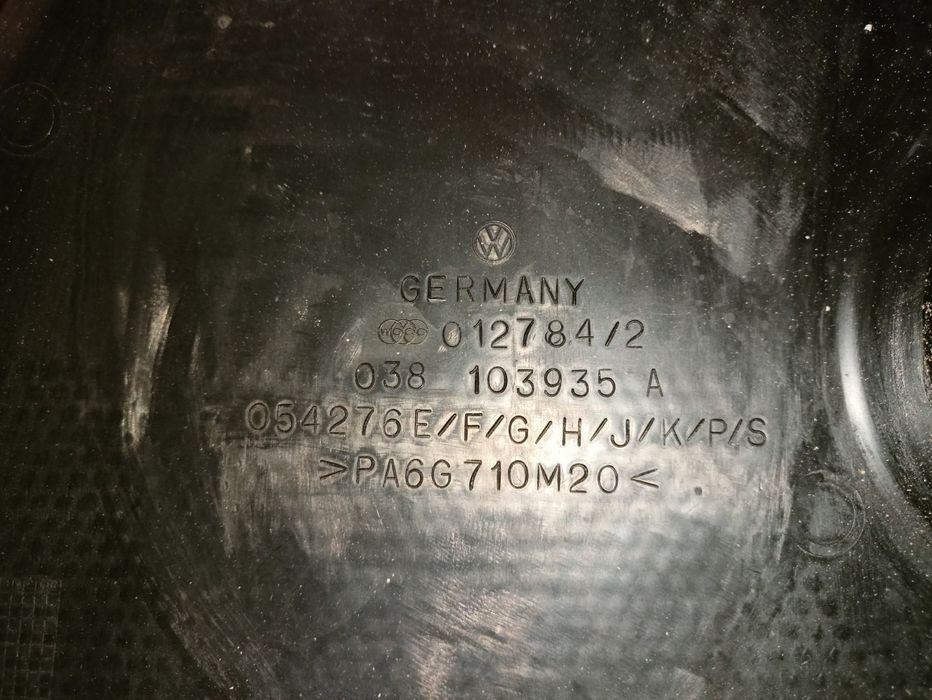 GERMANY
012784/2
038 103935 A
054276E/F/G/H/J/K/P/S
>PA6G710M20<